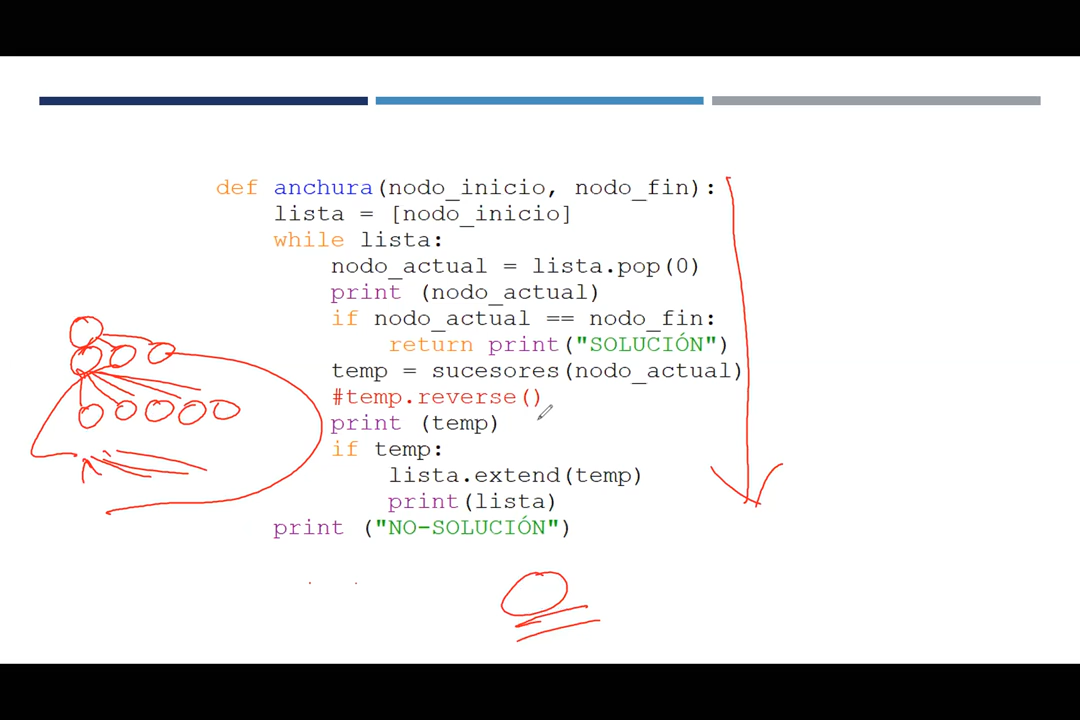 def anchura(nodo_inicio, nodo_fin):
    lista = [nodo_inicio]
    while lista:
        nodo_actual = lista.pop(0)
        print (nodo_actual)
        if nodo_actual == nodo_fin:
            return print("SOLUCIÓN")
        temp = sucesores(nodo_actual)
        #temp.reverse()
        print (temp)
        if temp:
            lista.extend(temp)
            print(lista)
    print ("NO-SOLUCIÓN")